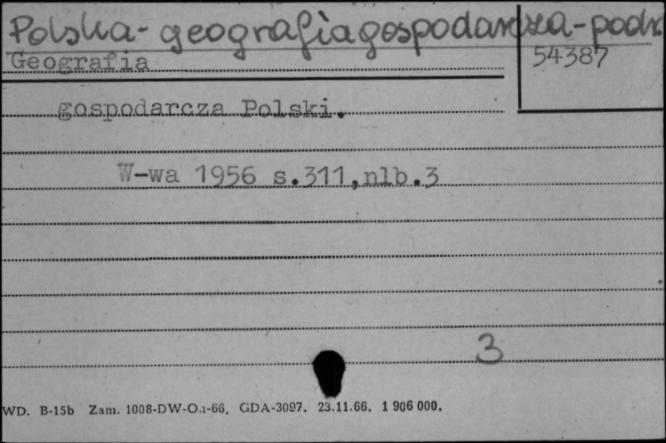 Polska - geografia gospodarcza - podr.
Geografia
54387
gospodarcza Polski.
W-wa 1956 s.311,nlb.3
3
WD. B-15b Zam. 1008-DW-On-66. GDA-3097. 23.11.66. 1 906 000.